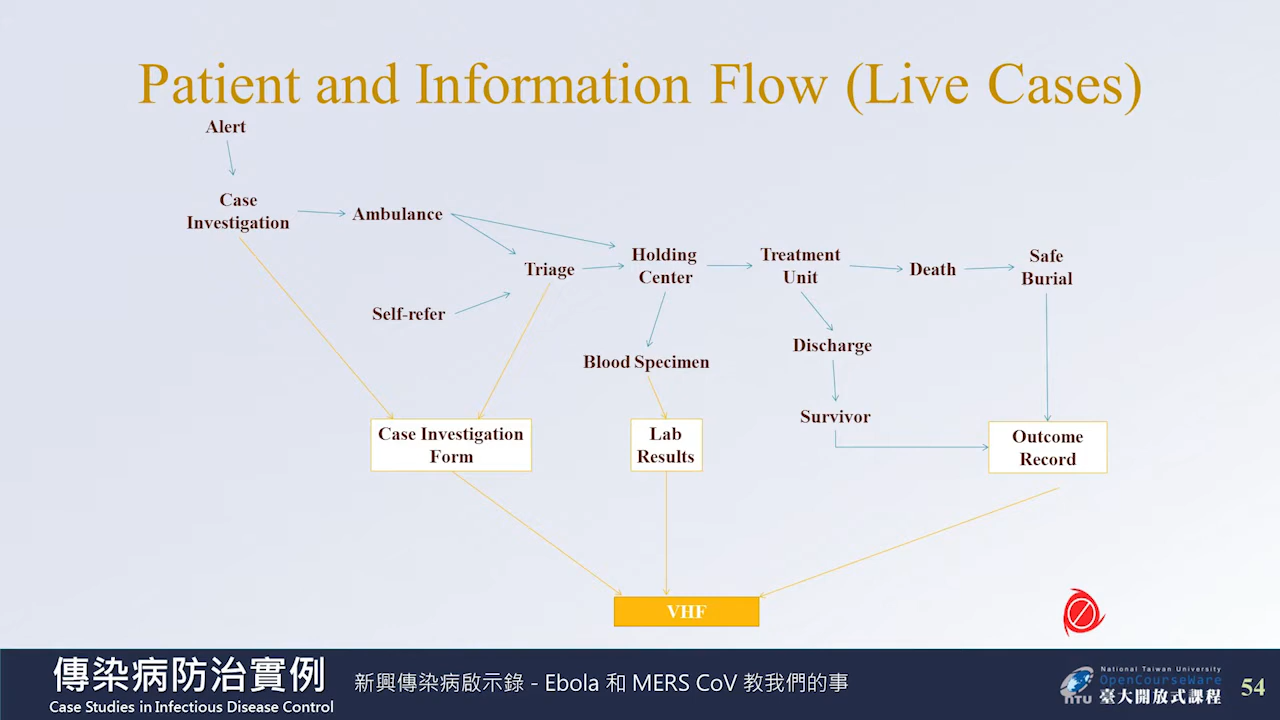 Patient and Information Flow (Live Cases)
Alert
Case
Investigation
Ambulance
Triage
Self-refer
Holding
Center
Treatment
Unit
Death
Safe
Burial
Blood Specimen
Discharge
Survivor
Case Investigation
Form
Lab
Results
Outcome
Record
VHF
傳染病防治實例
Case Studies in Infectious Disease Control
新興傳染病啟示錄 - Ebola 和 MERS CoV 教我們的事
National Taiwan University
OpenCourseWare
NTU 臺大開放式課程
54